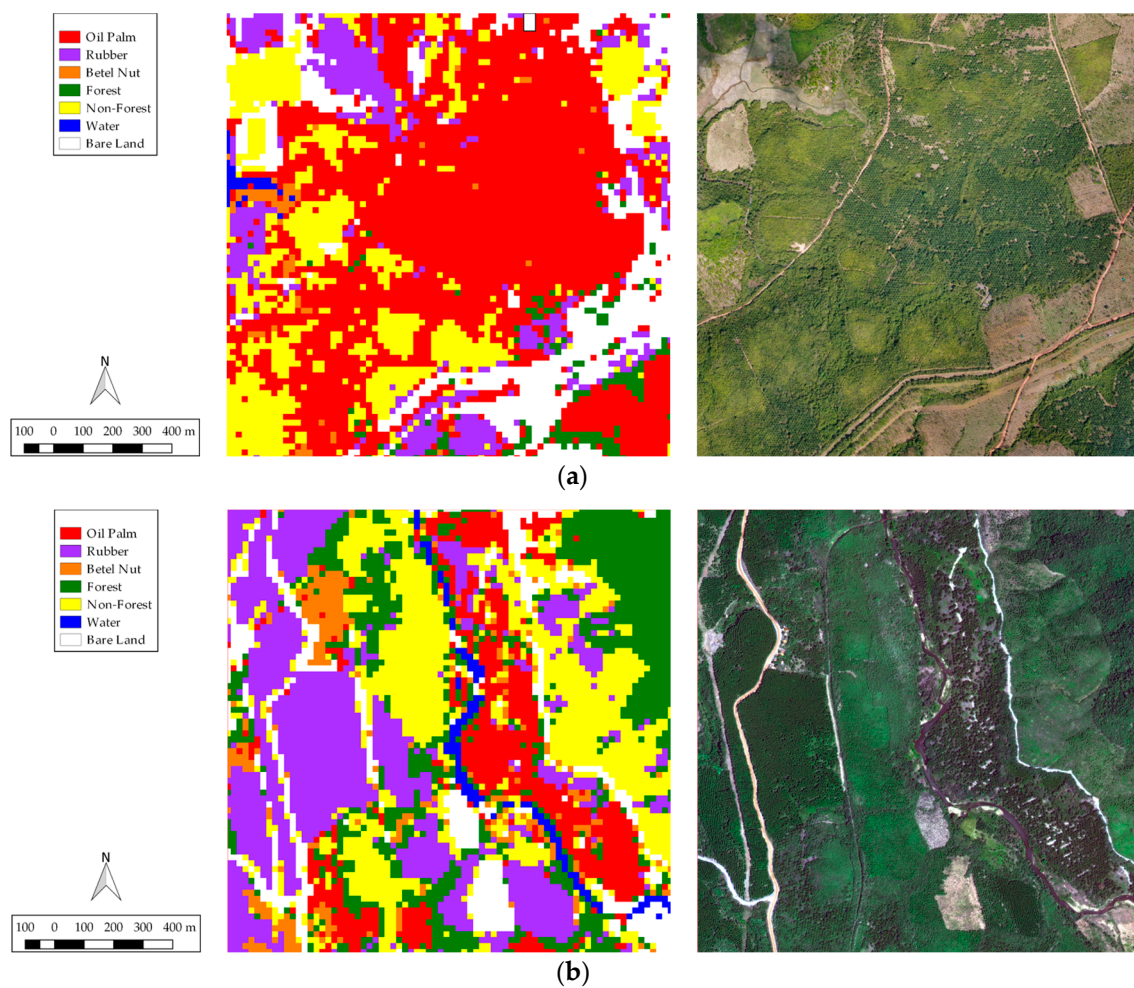 Oil Palm
Rubber
Betel Nut
Forest
Non-Forest
Water
Bare Land
N
100 0 100 200 300 400 m
(a)
Oil Palm
Rubber
Betel Nut
Forest
Non-Forest
Water
Bare Land
N
100 0 100 200 300 400 m
(b)